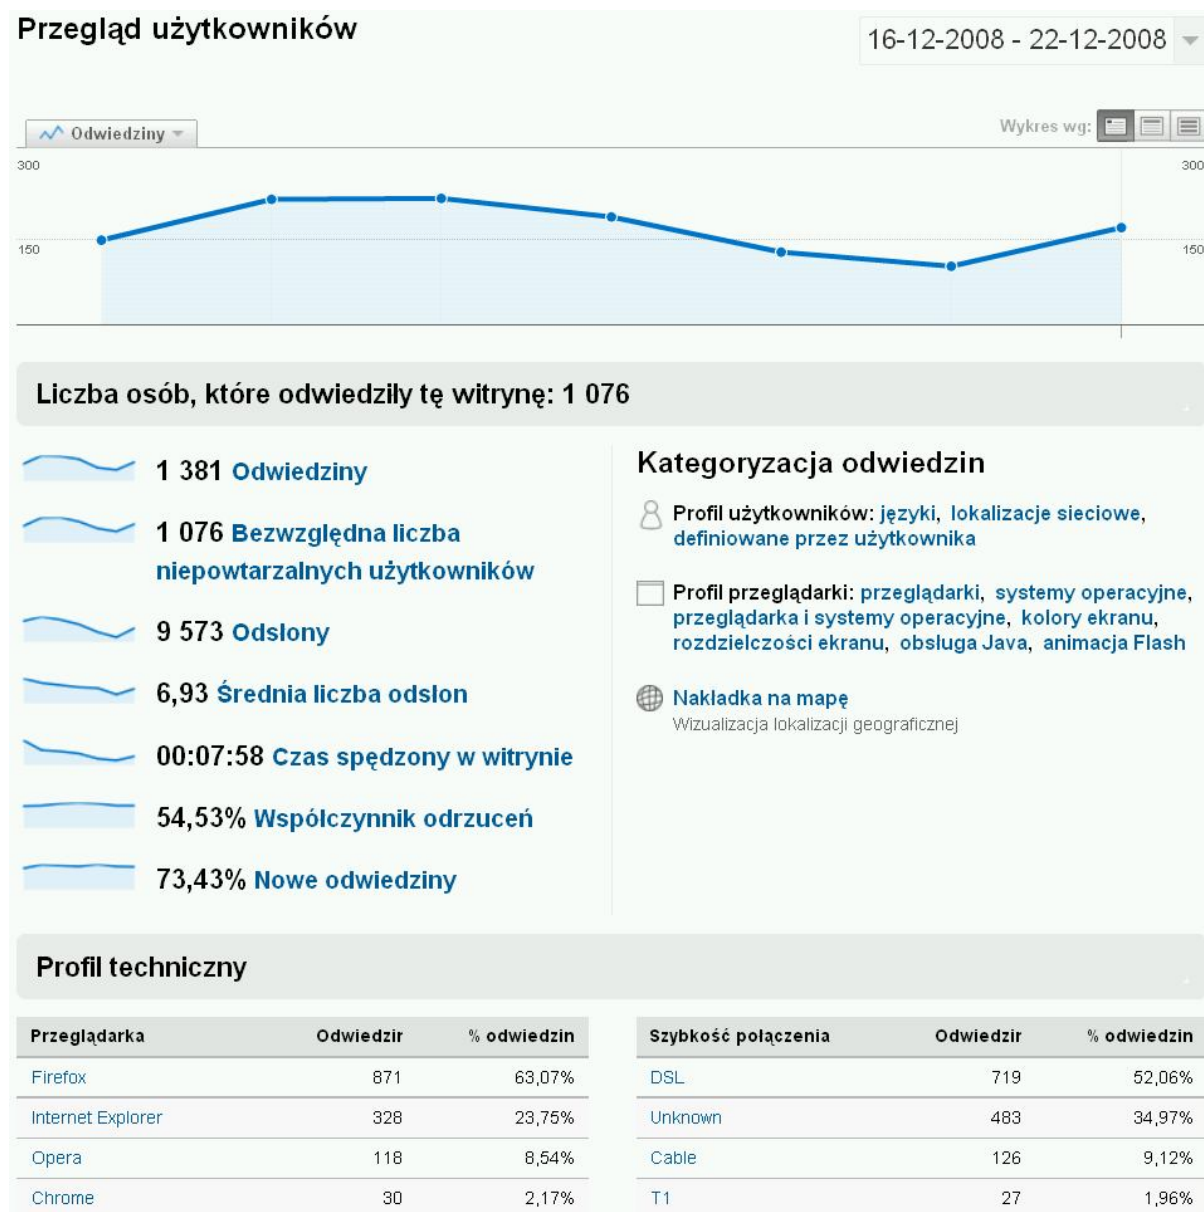 Przegląd użytkowników
16-12-2008 - 22-12-2008
Odwiedziny
Wykres wg:
300
300
150
150
Liczba osób, które odwiedziły tę witrynę: 1 076
1 381 Odwiedziny
1 076 Bezwzględna liczba
niepowtarzalnych użytkowników
9 573 Odsłony
6,93 Średnia liczba odsłon
00:07:58 Czas spędzony w witrynie
54,53% Współczynnik odrzuceń
73,43% Nowe odwiedziny
Kategoryzacja odwiedzin
Profil użytkowników: języki, lokalizacje sieciowe,
definiowane przez użytkownika
Profil przeglądarki: przeglądarki, systemy operacyjne,
przeglądarka i systemy operacyjne, kolory ekranu,
rozdzielczości ekranu, obsługa Java, animacja Flash
Nakładka na mapę
Wizualizacja lokalizacji geograficznej
Profil techniczny
Przeglądarka Odwiedzir % odwiedzin
Firefox 871 63,07%
Internet Explorer 328 23,75%
Opera 118 8,54%
Chrome 30 2,17%
Szybkość połączenia Odwiedzir % odwiedzin
DSL 719 52,06%
Unknown 483 34,97%
Cable 126 9,12%
T1 27 1,96%